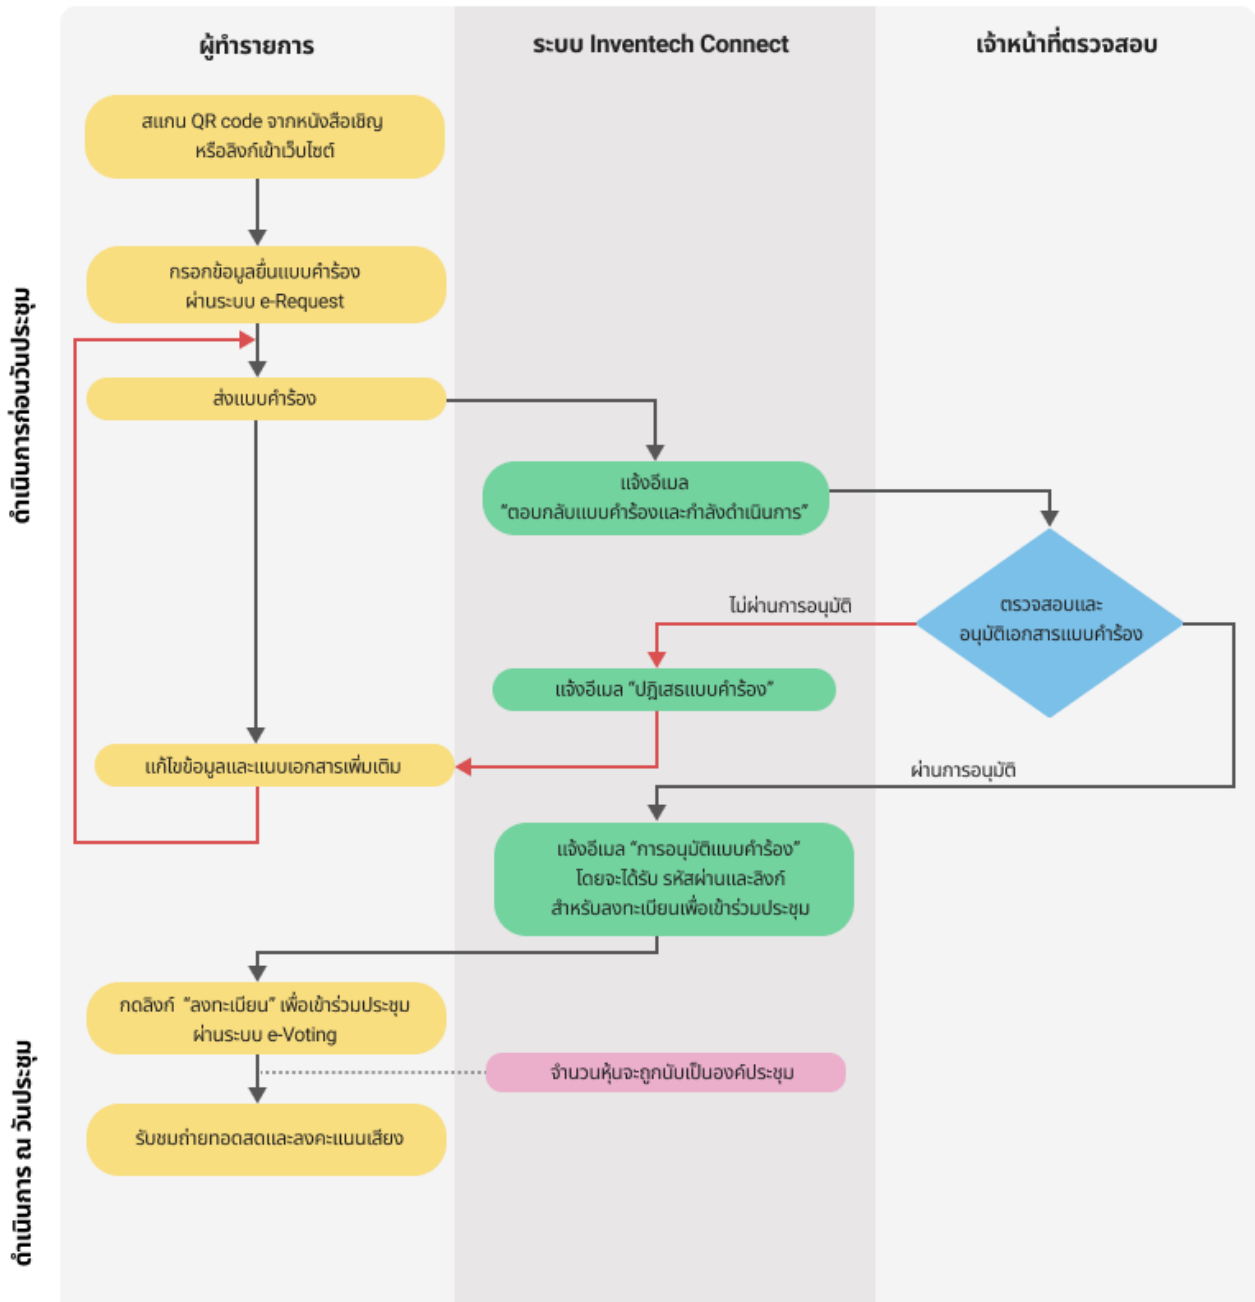 ผู้ทำรายการ
ระบบ Inventech Connect
เจ้าหน้าที่ตรวจสอบ
ดำเนินการก่อนวันประชุม
สแกน QR code จากหนังสือเชิญ
หรือลิงก์เข้าเว็บไซต์
กรอกข้อมูลยื่นแบบคำร้อง
ผ่านระบบ e-Request
ส่งแบบคำร้อง
แจ้งอีเมล
“ตอบกลับแบบคำร้องและกำลังดำเนินการ”
ตรวจสอบและ
อนุมัติเอกสารแบบคำร้อง
ไม่ผ่านการอนุมัติ
แจ้งอีเมล “ปฏิเสธแบบคำร้อง”
แก้ไขข้อมูลและแนบเอกสารเพิ่มเติม
ผ่านการอนุมัติ
แจ้งอีเมล “การอนุมัติแบบคำร้อง”
โดยจะได้รับ รหัสผ่านและลิงก์
สำหรับลงทะเบียนเพื่อเข้าร่วมประชุม
ดำเนินการ ณ วันประชุม
กดลิงก์ “ลงทะเบียน” เพื่อเข้าร่วมประชุม
ผ่านระบบ e-Voting
จำนวนหุ้นจะถูกนับเป็นองค์ประชุม
รับชมถ่ายทอดสดและลงคะแนนเสียง